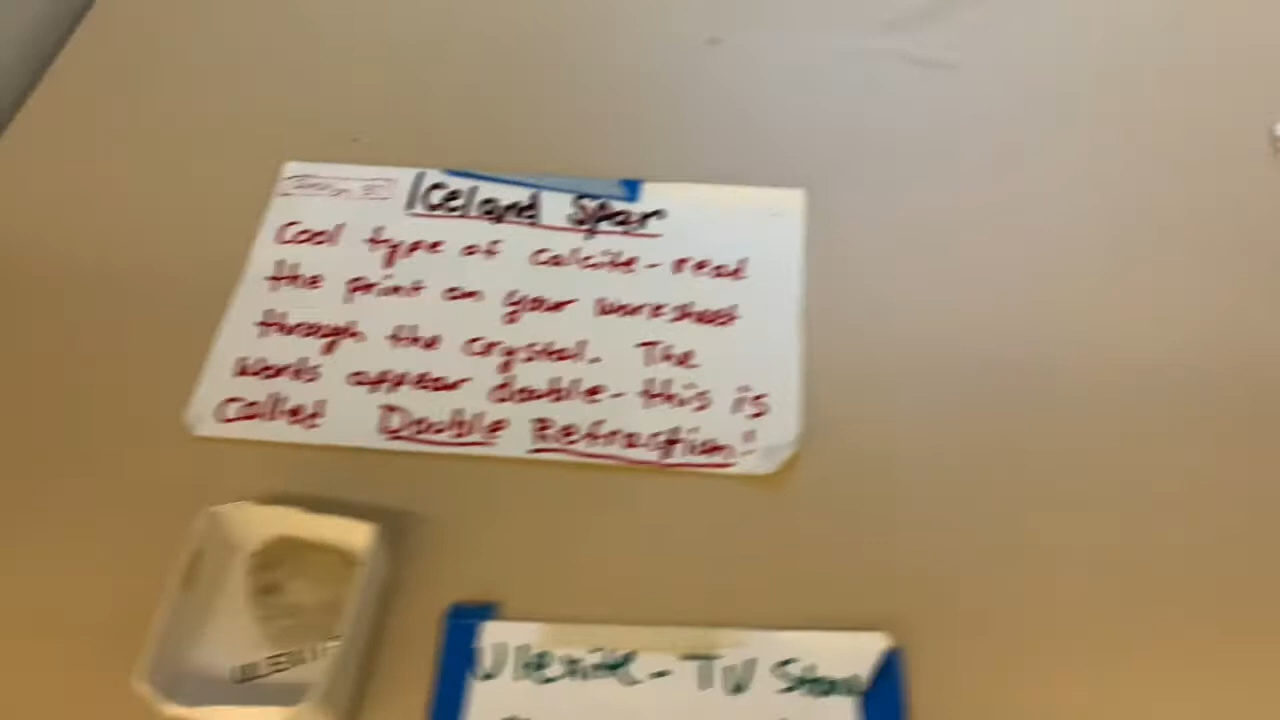 Iceland Spar
Cool type of calcite - read
the print on your worksheet
through the crystal. The
words appear double - this is
called Double Refraction!
ULEXITE
Ulexite - TV Stone